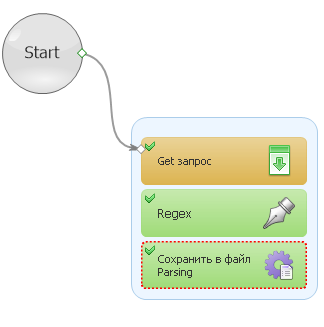 Start
Get запрос
Regex
Сохранить в файл
Parsing